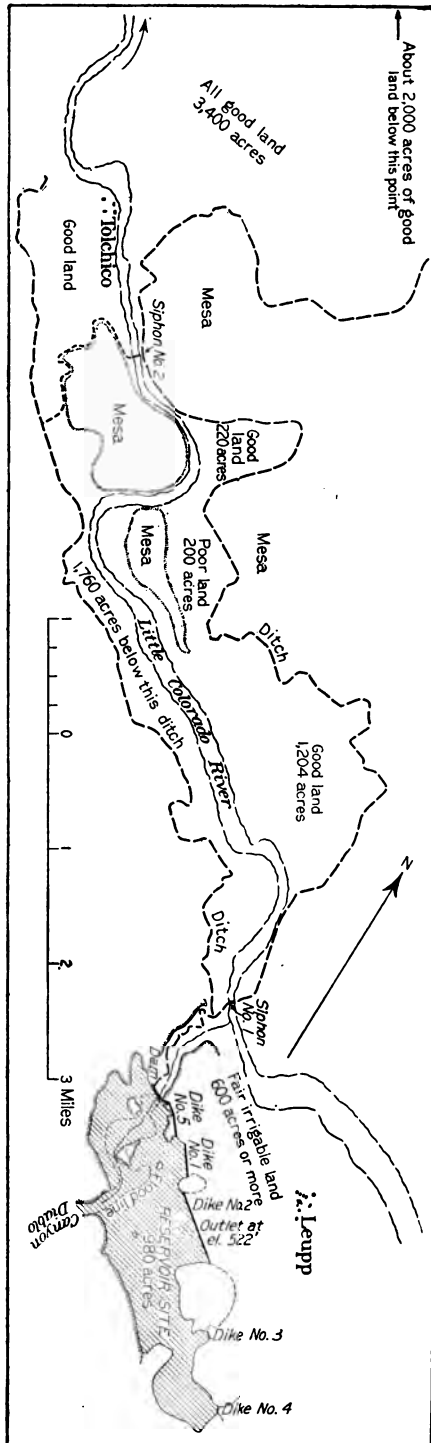 About 2,000 acres of good
land below this point
All good land
3,400 acres
Mesa
Tolchico
Good land
Siphon No. 2
Mesa
Good
land
220 acres
Mesa
Poor land
200 acres
Mesa
Ditch
Little Colorado River
1,760 acres below this ditch
Good land
1,204 acres
N
Ditch
Siphon
No. 1
Fair irrigable land
600 acres or more
Leupp
1
0
1
2
3 Miles
Dam
Dike
No. 5
Dike
No. 1
Dike No. 2
Outlet at
el. 522'
Flood line
RESERVOIR SITE
980 acres
Canyon
Diablo
Dike No. 3
Dike No. 4